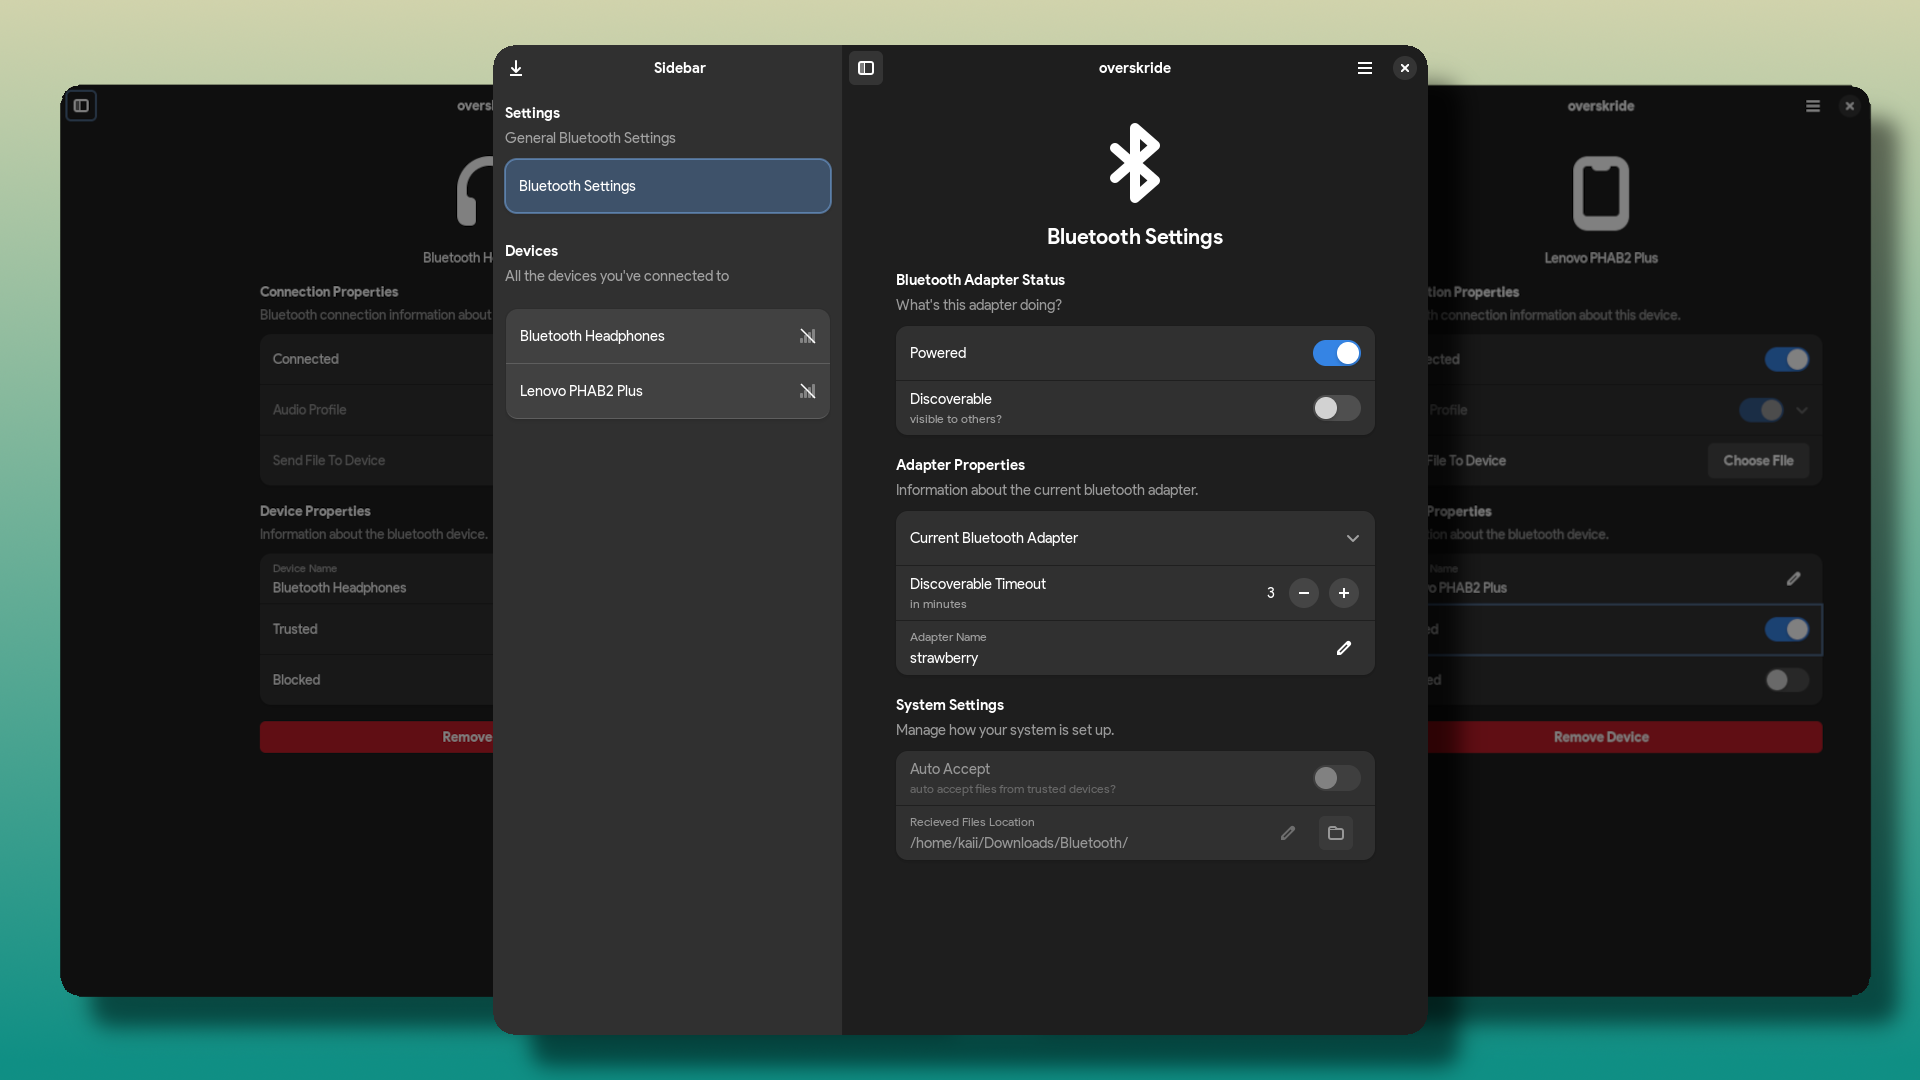 Sidebar
Settings
General Bluetooth Settings
Bluetooth Settings
Devices
All the devices you've connected to
Bluetooth Headphones
Lenovo PHAB2 Plus
overskride
Bluetooth Settings
Bluetooth Adapter Status
What's this adapter doing?
Powered
Discoverable
visible to others?
Adapter Properties
Information about the current bluetooth adapter.
Current Bluetooth Adapter
Discoverable Timeout
in minutes
3
Adapter Name
strawberry
System Settings
Manage how your system is set up.
Auto Accept
auto accept files from trusted devices?
Recieved Files Location
/home/kaii/Downloads/Bluetooth/
overs
Bluetooth H
Connection Properties
Bluetooth connection information about
Connected
Audio Profile
Send File To Device
Device Properties
Information about the bluetooth device.
Device Name
Bluetooth Headphones
Trusted
Blocked
Remove
overskride
Lenovo PHAB2 Plus
tion Properties
th connection information about this device.
ected
Profile
File To Device
Choose File
Properties
ion about the bluetooth device.
Name
vo PHAB2 Plus
ed
ed
Remove Device